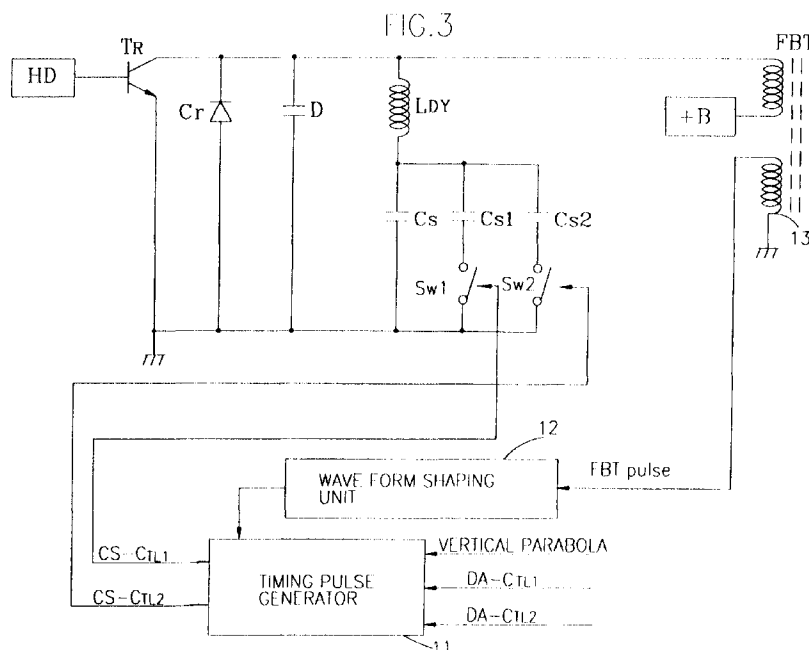 FIG.3
FBT
TR
HD
Cr
D
LDY
+B
Cs
Cs1
Cs2
13
Sw1
Sw2
12
WAVE FORM SHAPING
UNIT
FBT pulse
VERTICAL PARABOLA
CS-CTL1
TIMING PULSE
GENERATOR
DA-CTL1
CS-CTL2
DA-CTL2
11